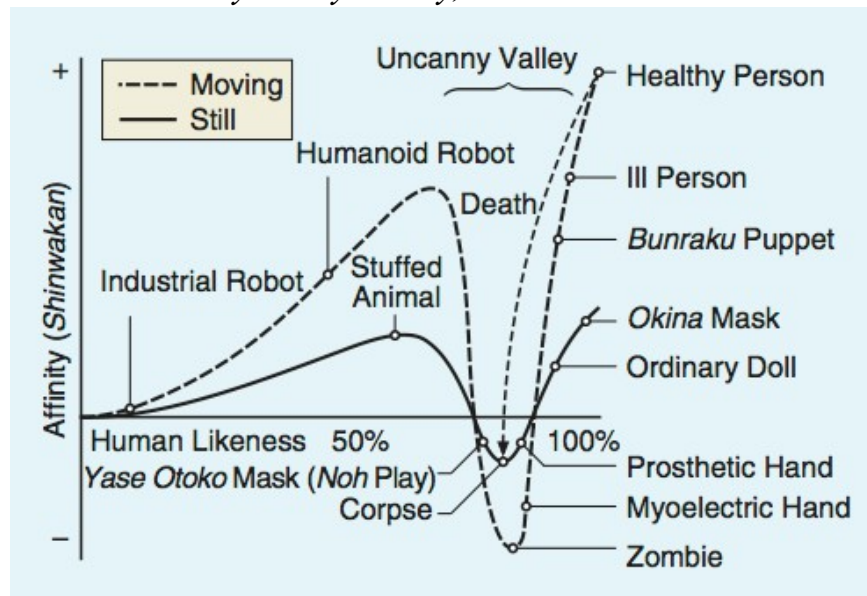 +
Uncanny Valley
Healthy Person
Moving
Still
Humanoid Robot
Death
Ill Person
Bunraku Puppet
Industrial Robot
Stuffed
Animal
Okina Mask
Ordinary Doll
Affinity (Shinwakan)
Human Likeness 50% 100%
Yase Otoko Mask (Noh Play)
Corpse
Prosthetic Hand
Myoelectric Hand
Zombie
–